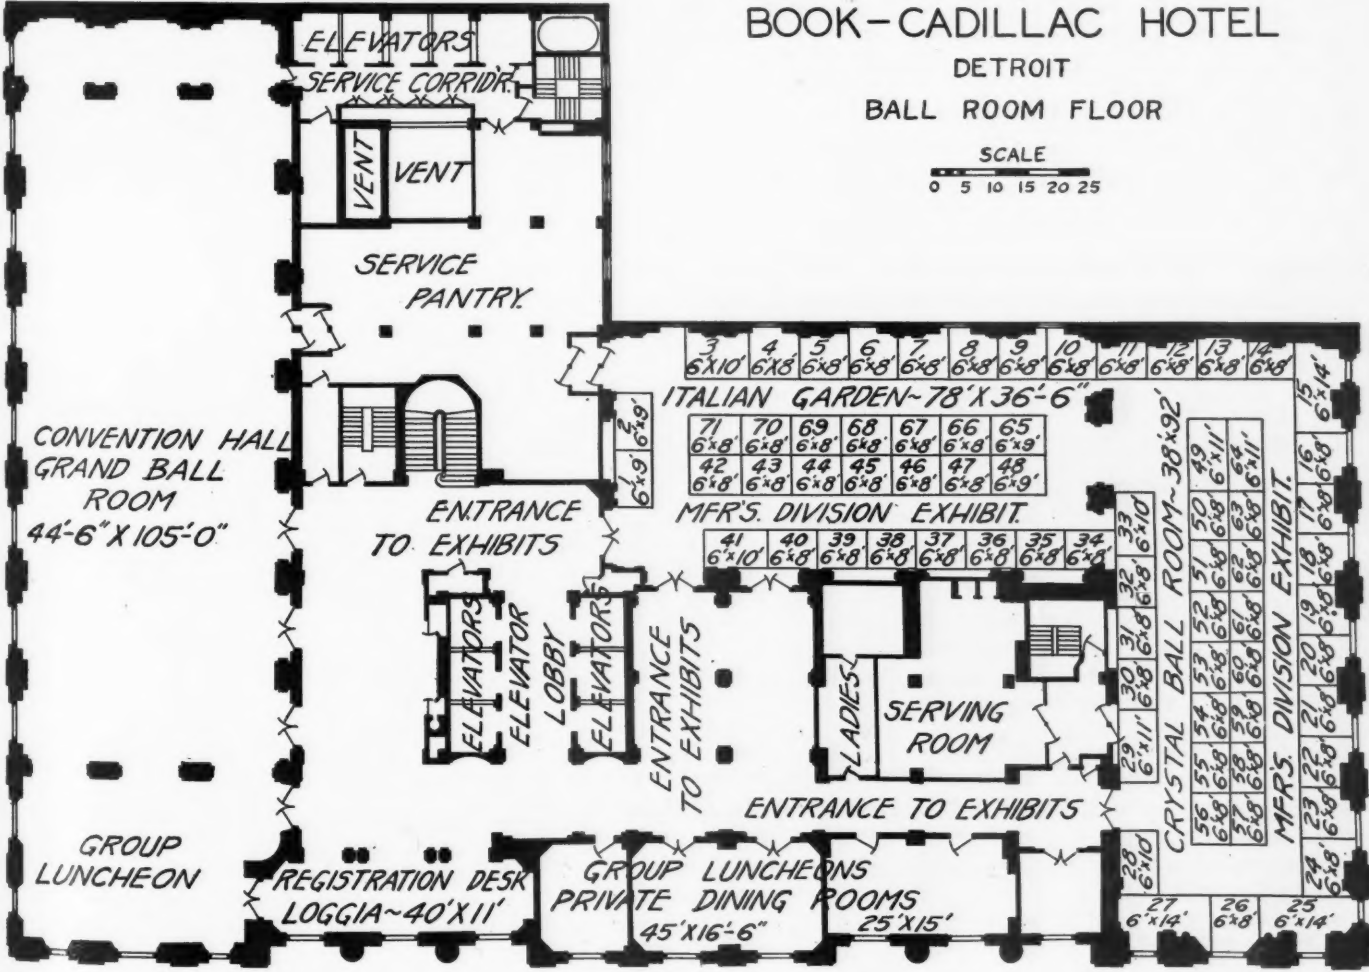 BOOK-CADILLAC HOTEL
DETROIT
BALL ROOM FLOOR
SCALE
0 5 10 15 20 25
ELEVATORS
SERVICE CORRIDR.
VENT
VENT
SERVICE
PANTRY.
CONVENTION HALL
GRAND BALL
ROOM
44'-6" X 105'-0"
GROUP
LUNCHEON
ENTRANCE
TO EXHIBITS
ELEVATORS
ELEVATOR
LOBBY
ELEVATORS
ENTRANCE
TO EXHIBITS
LADIES
SERVING
ROOM
ENTRANCE TO EXHIBITS
REGISTRATION DESK
LOGGIA~40'X11'
GROUP LUNCHEONS
PRIVATE DINING ROOMS
45'X16'-6"
25'X15'
3 4 5 6 7 8 9 10 11 12 13 14
6'X10' 6'X8' 6'x8' 6'x8' 6'x8' 6'x8' 6'x8' 6'x8' 6'x8' 6'x8' 6'x8' 6'x8'
ITALIAN GARDEN~78'X36'-6"
2
6'x9'
1
6'x9'
71 70 69 68 67 66 65
6'x8' 6'x8' 6'x8' 6'x8' 6'x8' 6'x8' 6'x9'
42 43 44 45 46 47 48
6'x8' 6'x8' 6'x8' 6'x8' 6'x8' 6'x8' 6'x9'
MFR'S. DIVISION EXHIBIT.
41 40 39 38 37 36 35 34
6'x10' 6'x8' 6'x8' 6'x8' 6'x8' 6'x8' 6'x8' 6'x8'
33 32 31 30 29
6'x10' 6'x8' 6'x8' 6'x8' 6'x11'
28
6'x10'
CRYSTAL BALL ROOM~38'x92'
49 50 51 52 53 54 55 56
6'x11' 6'x8' 6'x8' 6'x8' 6'x8' 6'x8' 6'x8' 6'x8'
64 63 62 61 60 59 58 57
6'x11' 6'x8' 6'x8' 6'x8' 6'x8' 6'x8' 6'x8' 6'x8'
MFR'S. DIVISION EXHIBIT.
15 16 17 18 19 20 21 22 23 24
6'x14' 6'x8' 6'x8' 6'x8' 6'x8' 6'x8' 6'x8' 6'x8' 6'x8' 6'x8'
27 26 25
6'x14' 6'x8' 6'x14'